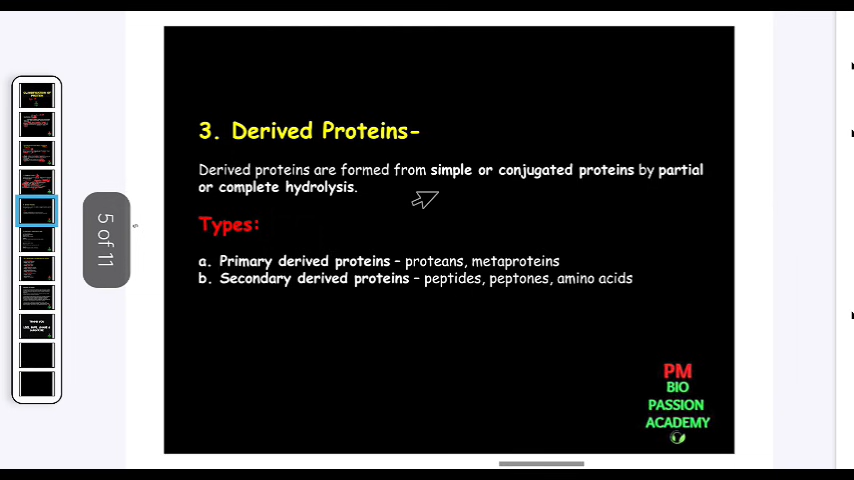 3. Derived Proteins-
Derived proteins are formed from simple or conjugated proteins by partial
or complete hydrolysis.
Types:
a. Primary derived proteins – proteans, metaproteins
b. Secondary derived proteins – peptides, peptones, amino acids
5 of 11
PM
BIO
PASSION
ACADEMY